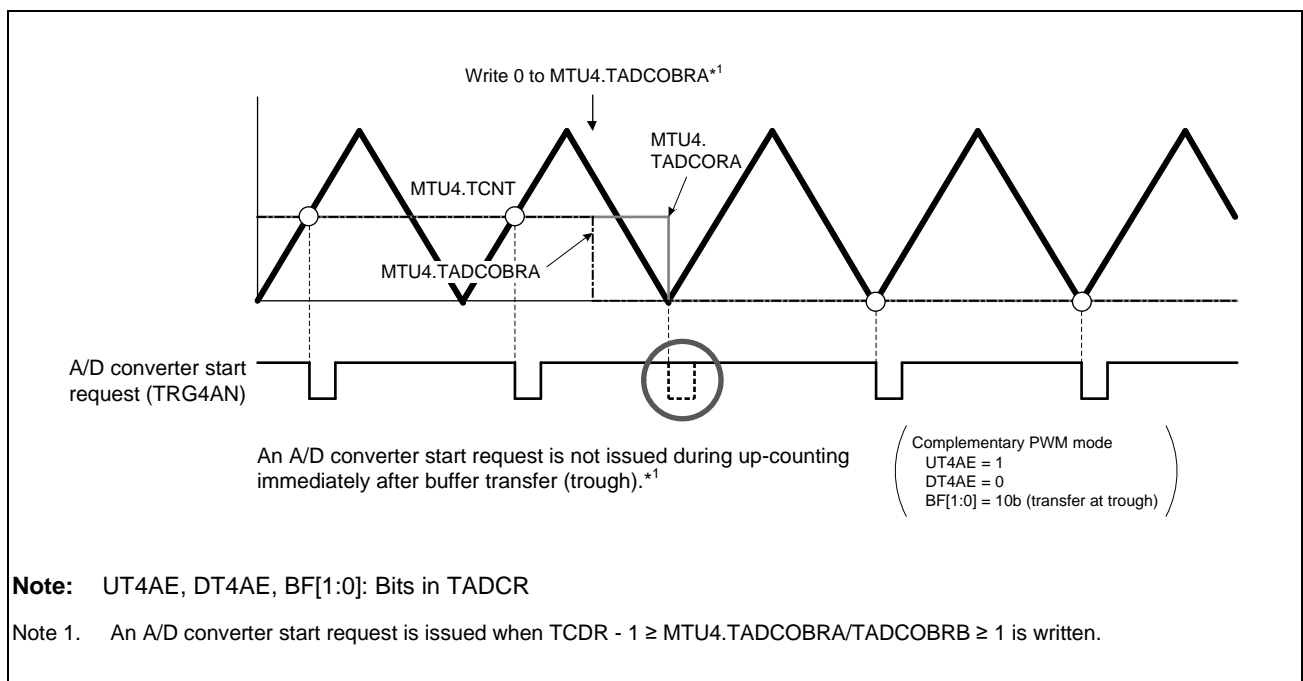 Write 0 to MTU4.TADCOBRA*1
MTU4.
TADCORA
MTU4.TCNT
MTU4.TADCOBRA
A/D converter start
request (TRG4AN)
An A/D converter start request is not issued during up-counting
immediately after buffer transfer (trough).*1
Complementary PWM mode
UT4AE = 1
DT4AE = 0
BF[1:0] = 10b (transfer at trough)
Note: UT4AE, DT4AE, BF[1:0]: Bits in TADCR
Note 1. An A/D converter start request is issued when TCDR - 1 ≥ MTU4.TADCOBRA/TADCOBRB ≥ 1 is written.